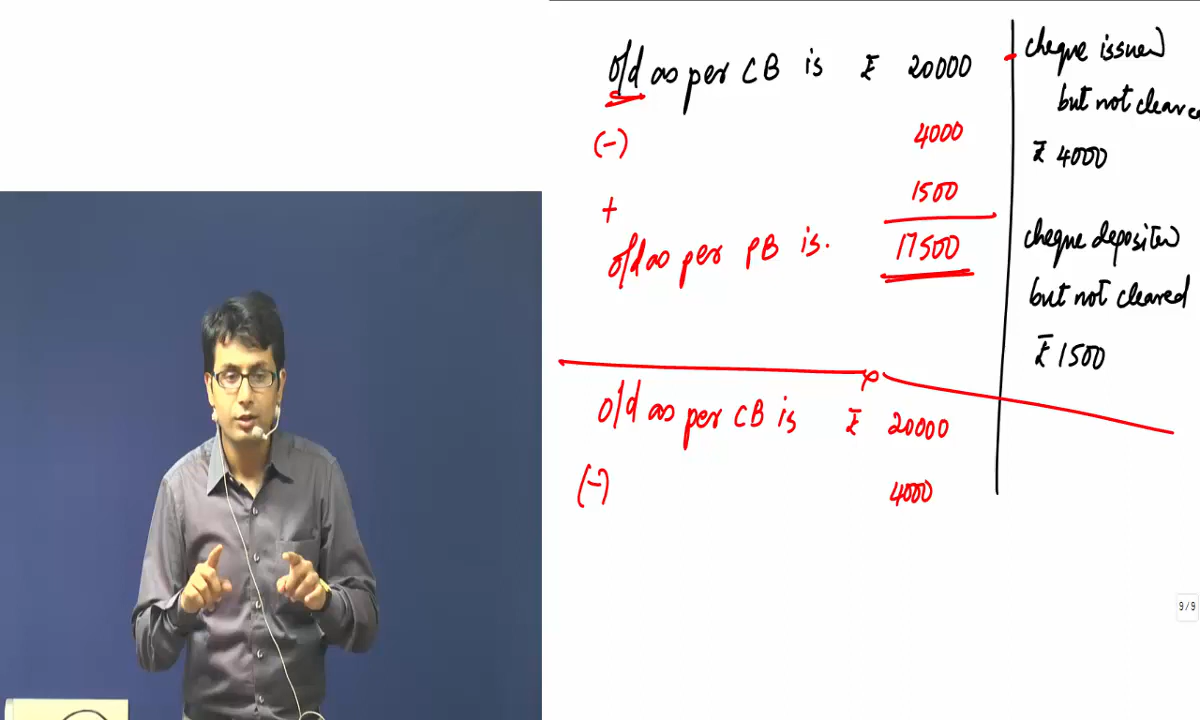 o/d as per CB is ₹ 20000
(-) 4000
+ 1500
o/d as per PB is. 17500
o/d as per CB is ₹ 20000
(-) 4000
cheque issued
but not cleared
₹ 4000
cheque deposited
but not cleared
₹ 1500
9/9